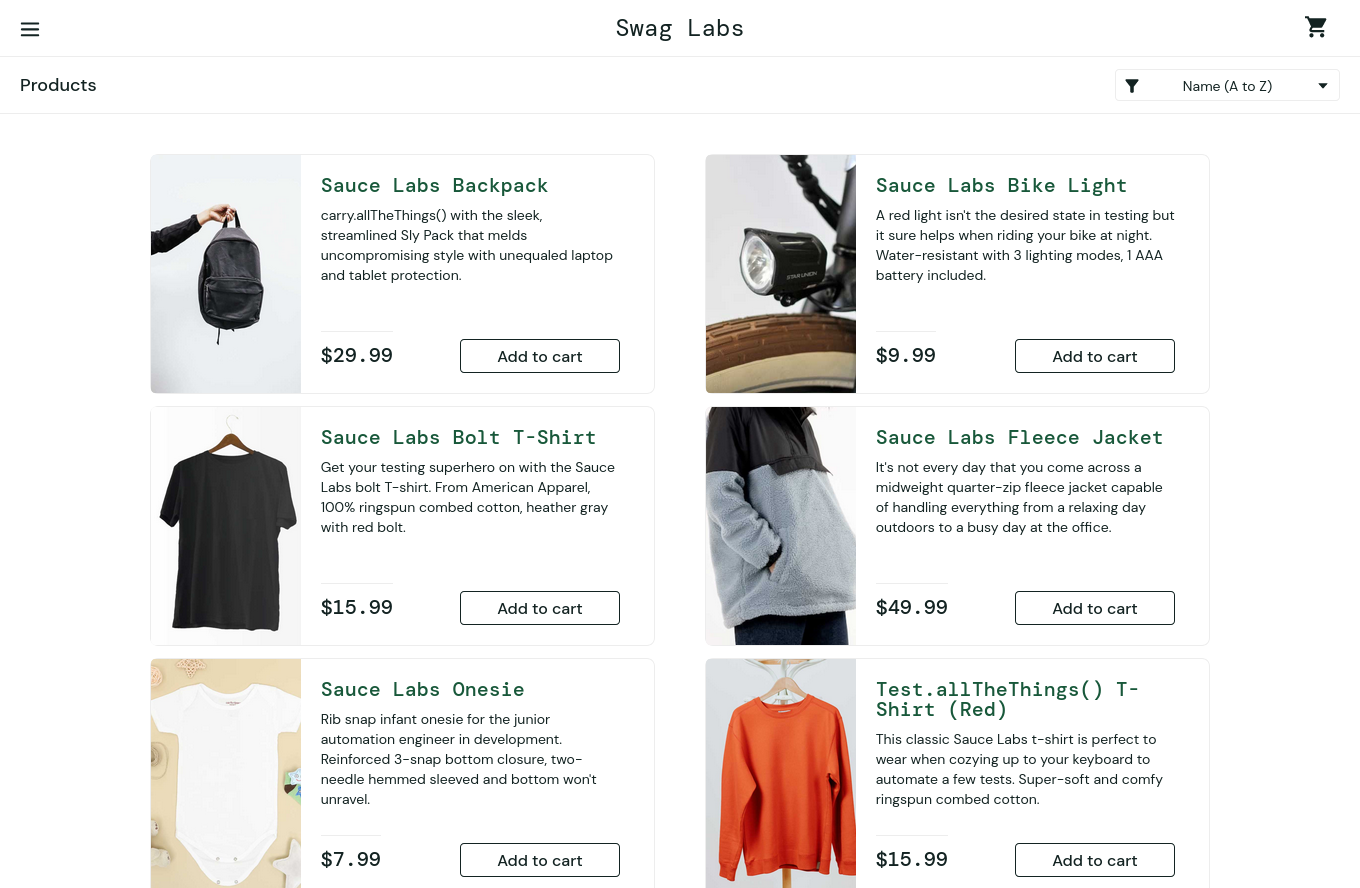 Swag Labs
Products
Name (A to Z)
Sauce Labs Backpack
carry.allTheThings() with the sleek,
streamlined Sly Pack that melds
uncompromising style with unequaled laptop
and tablet protection.
$29.99
Add to cart
Sauce Labs Bike Light
A red light isn't the desired state in testing but
it sure helps when riding your bike at night.
Water-resistant with 3 lighting modes, 1 AAA
battery included.
STAR UNION
$9.99
Add to cart
Sauce Labs Bolt T-Shirt
Get your testing superhero on with the Sauce
Labs bolt T-shirt. From American Apparel,
100% ringspun combed cotton, heather gray
with red bolt.
$15.99
Add to cart
Sauce Labs Fleece Jacket
It's not every day that you come across a
midweight quarter-zip fleece jacket capable
of handling everything from a relaxing day
outdoors to a busy day at the office.
$49.99
Add to cart
Sauce Labs Onesie
Rib snap infant onesie for the junior
automation engineer in development.
Reinforced 3-snap bottom closure, two-
needle hemmed sleeved and bottom won't
unravel.
$7.99
Add to cart
Test.allTheThings() T-
Shirt (Red)
This classic Sauce Labs t-shirt is perfect to
wear when cozying up to your keyboard to
automate a few tests. Super-soft and comfy
ringspun combed cotton.
$15.99
Add to cart